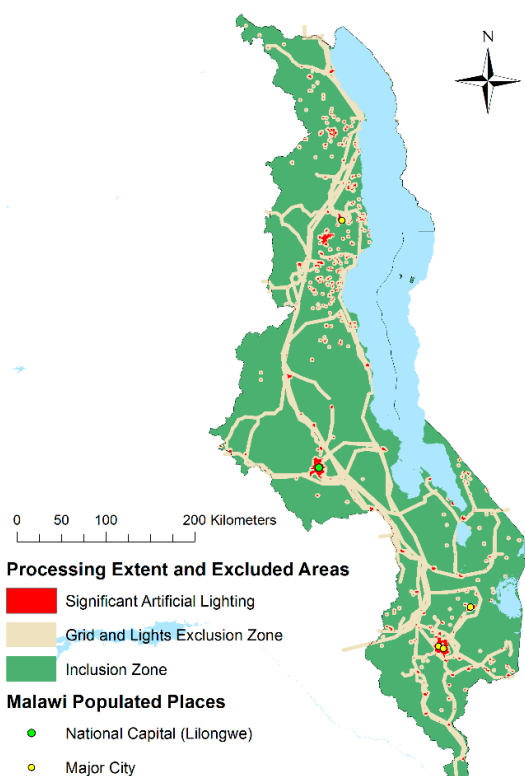 N
0 50 100 200 Kilometers
Processing Extent and Excluded Areas
Significant Artificial Lighting
Grid and Lights Exclusion Zone
Inclusion Zone
Malawi Populated Places
National Capital (Lilongwe)
Major City